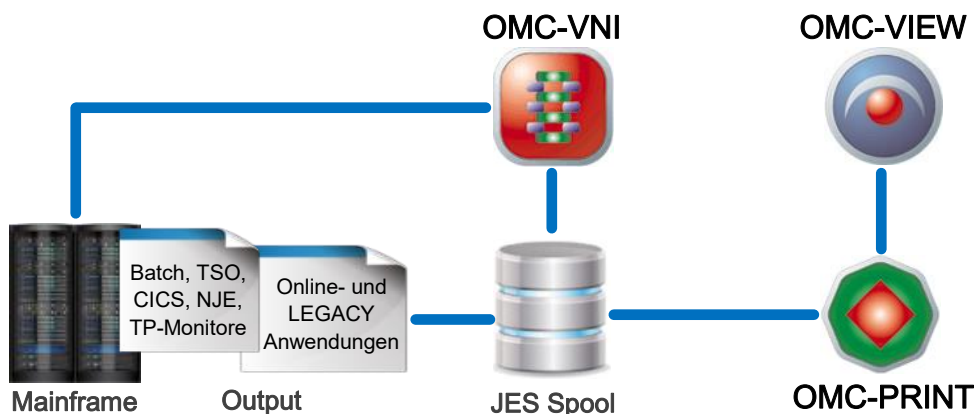 OMC-VNI
OMC-VIEW
Batch, TSO,
CICS, NJE,
TP-Monitore
Online- und
LEGACY
Anwendungen
Mainframe
Output
JES Spool
OMC-PRINT